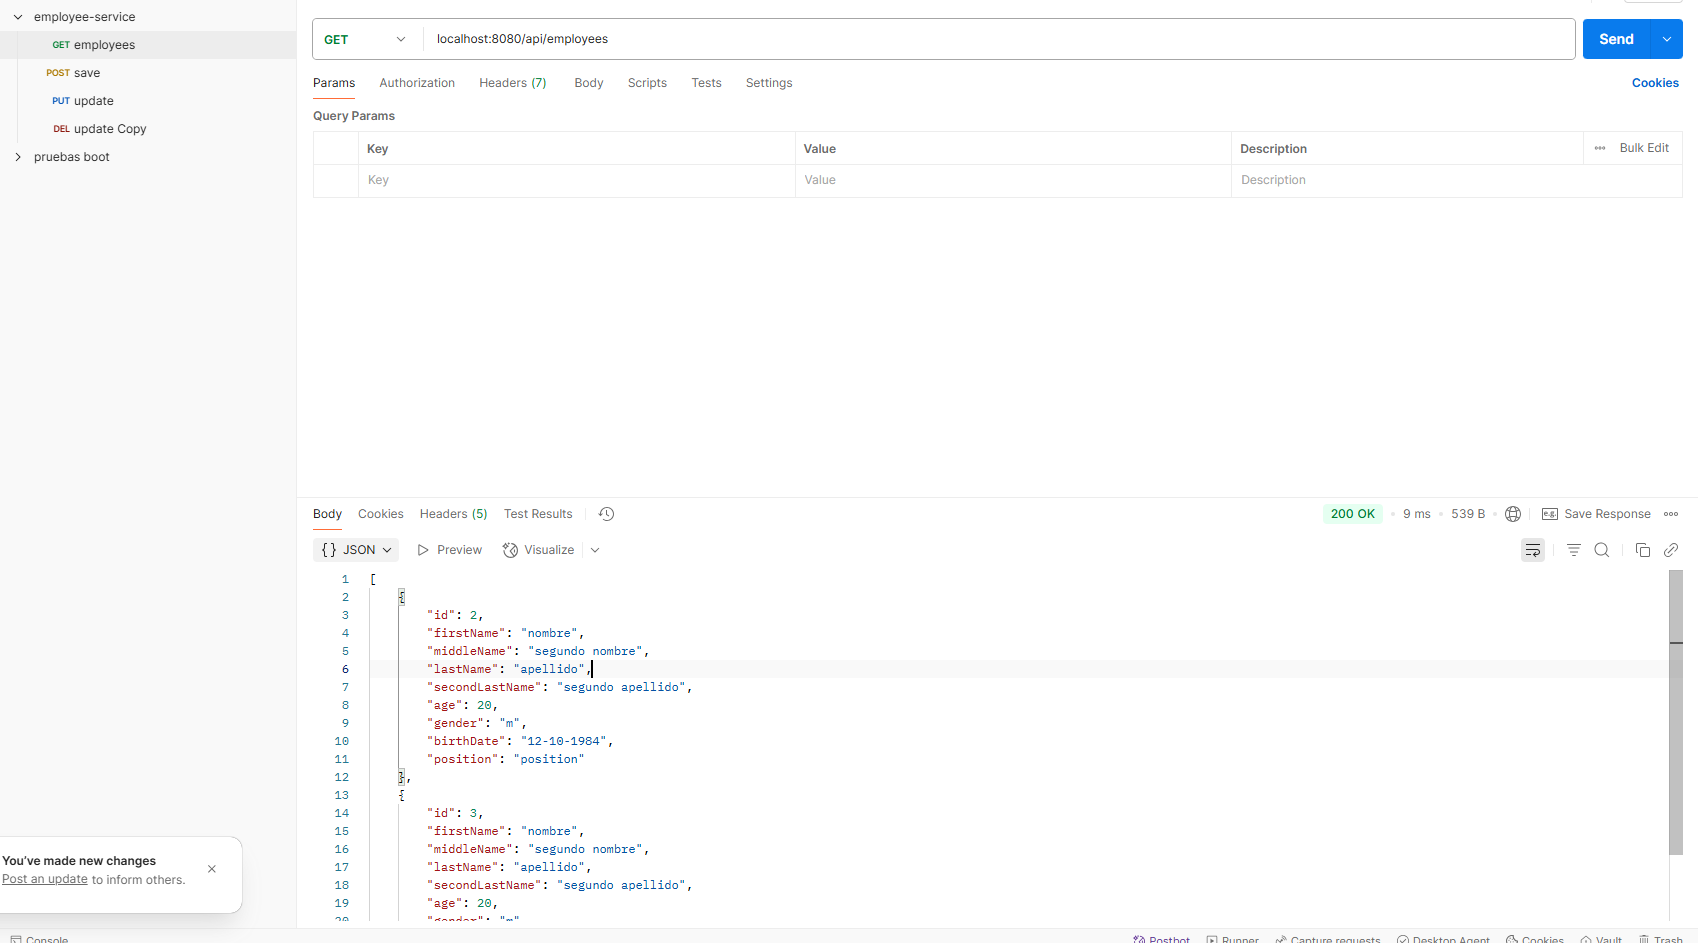 employee-service
GET employees
POST save
PUT update
DEL update Copy
pruebas boot
GET localhost:8080/api/employees Send
Params Authorization Headers (7) Body Scripts Tests Settings Cookies
Query Params
Key Value Description Bulk Edit
Key Value Description
Body Cookies Headers (5) Test Results 200 OK 9 ms 539 B Save Response
{} JSON Preview Visualize
1 [
2 {
3 "id": 2,
4 "firstName": "nombre",
5 "middleName": "segundo nombre",
6 "lastName": "apellido",
7 "secondLastName": "segundo apellido",
8 "age": 20,
9 "gender": "m",
10 "birthDate": "12-10-1984",
11 "position": "position"
12 },
13 {
14 "id": 3,
15 "firstName": "nombre",
16 "middleName": "segundo nombre",
17 "lastName": "apellido",
18 "secondLastName": "segundo apellido",
19 "age": 20,
20 "gender": "m"
You've made new changes
Post an update to inform others.
Console Postbot Runner Capture requests Desktop Agent Cookies Vault Trash